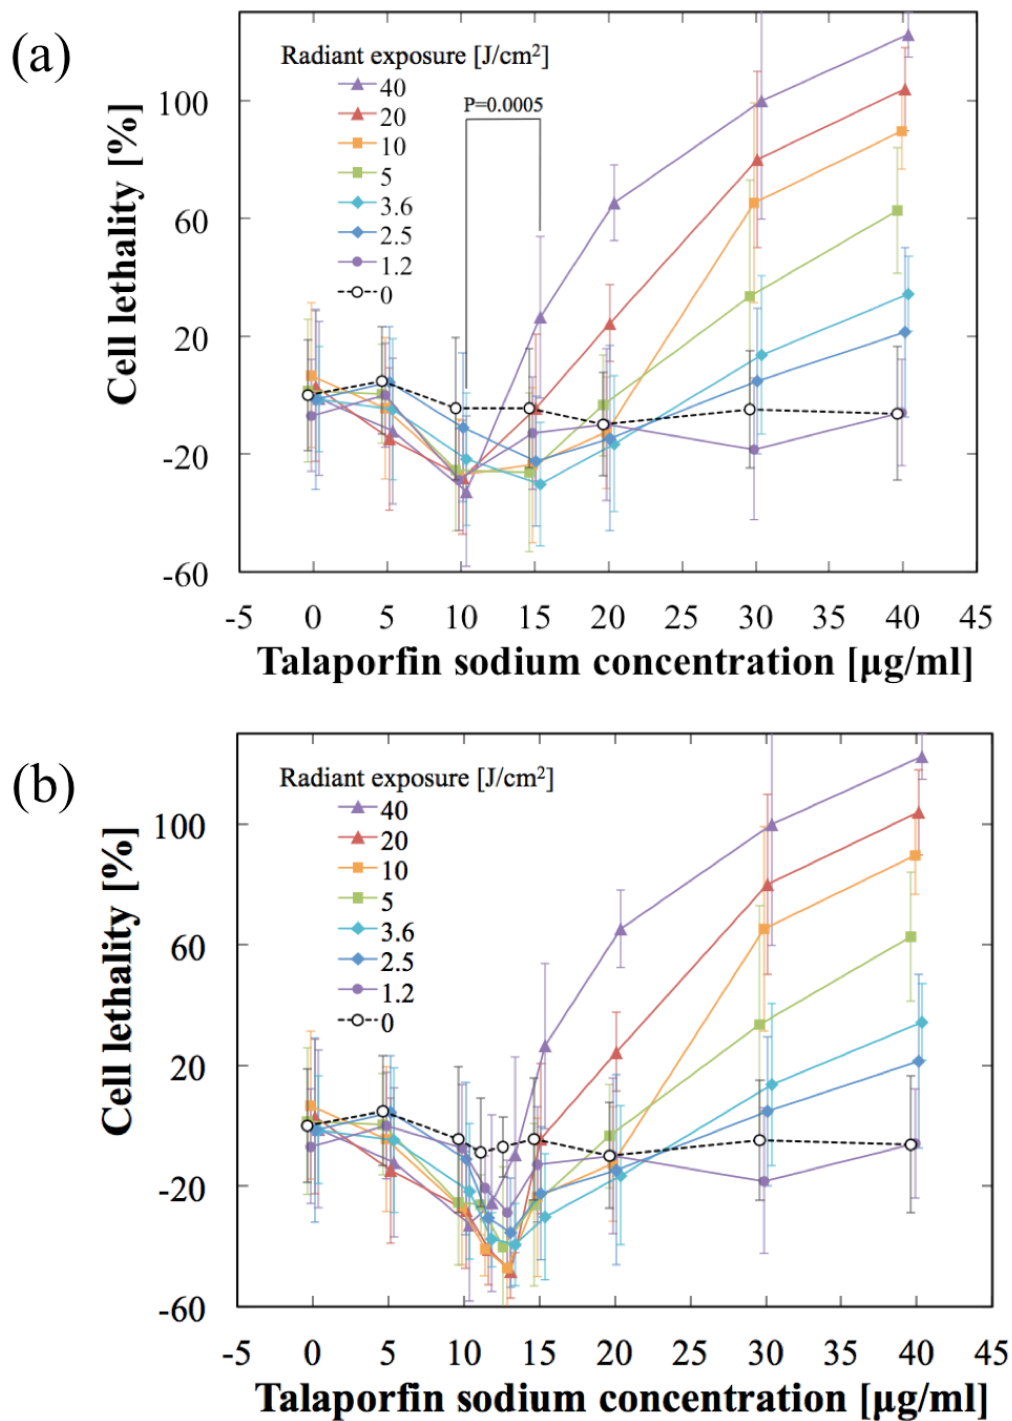 (a)
Radiant exposure [J/cm²]
40
20
10
5
3.6
2.5
1.2
0
P=0.0005
Cell lethality [%]
100
60
20
-20
-60
-5 0 5 10 15 20 25 30 35 40 45
Talaporfin sodium concentration [μg/ml]
(b)
Radiant exposure [J/cm²]
40
20
10
5
3.6
2.5
1.2
0
Cell lethality [%]
100
60
20
-20
-60
-5 0 5 10 15 20 25 30 35 40 45
Talaporfin sodium concentration [μg/ml]